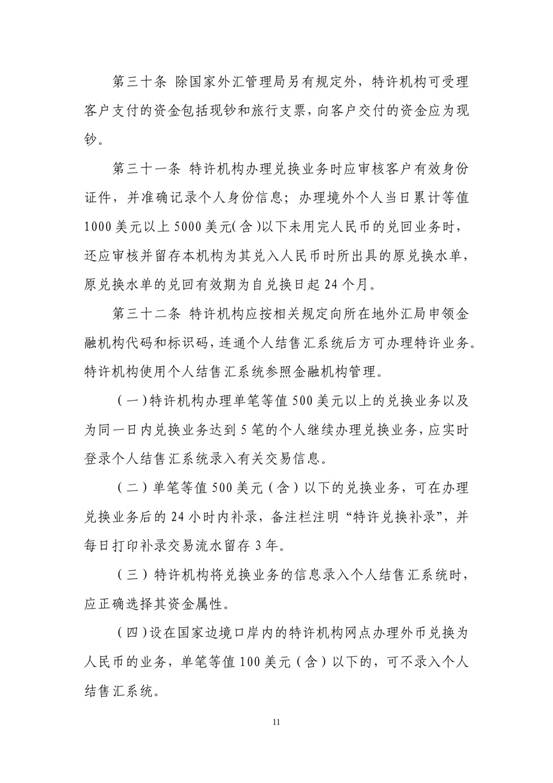 第三十条 除国家外汇管理局另有规定外，特许机构可受理
客户支付的资金包括现钞和旅行支票，向客户交付的资金应为现
钞。
第三十一条 特许机构办理兑换业务时应审核客户有效身份
证件，并准确记录个人身份信息；办理境外个人当日累计等值
1000 美元以上 5000 美元（含）以下未用完人民币的兑回业务时，
还应审核并留存本机构为其兑入人民币时所出具的原兑换水单，
原兑换水单的兑回有效期为自兑换日起 24 个月。
第三十二条 特许机构应按相关规定向所在地外汇局申领金
融机构代码和标识码，连通个人结售汇系统后方可办理特许业务。
特许机构使用个人结售汇系统参照金融机构管理。
（一）特许机构办理单笔等值 500 美元以上的兑换业务以及
为同一日内兑换业务达到 5 笔的个人继续办理兑换业务，应实时
登录个人结售汇系统录入有关交易信息。
（二）单笔等值 500 美元（含）以下的兑换业务，可在办理
兑换业务后的 24 小时内补录，备注栏注明“特许兑换补录”，并
每日打印补录交易流水留存 3 年。
（三）特许机构将兑换业务的信息录入个人结售汇系统时，
应正确选择其资金属性。
（四）设在国家边境口岸内的特许机构网点办理外币兑换为
人民币的业务，单笔等值 100 美元（含）以下的，可不录入个人
结售汇系统。
11